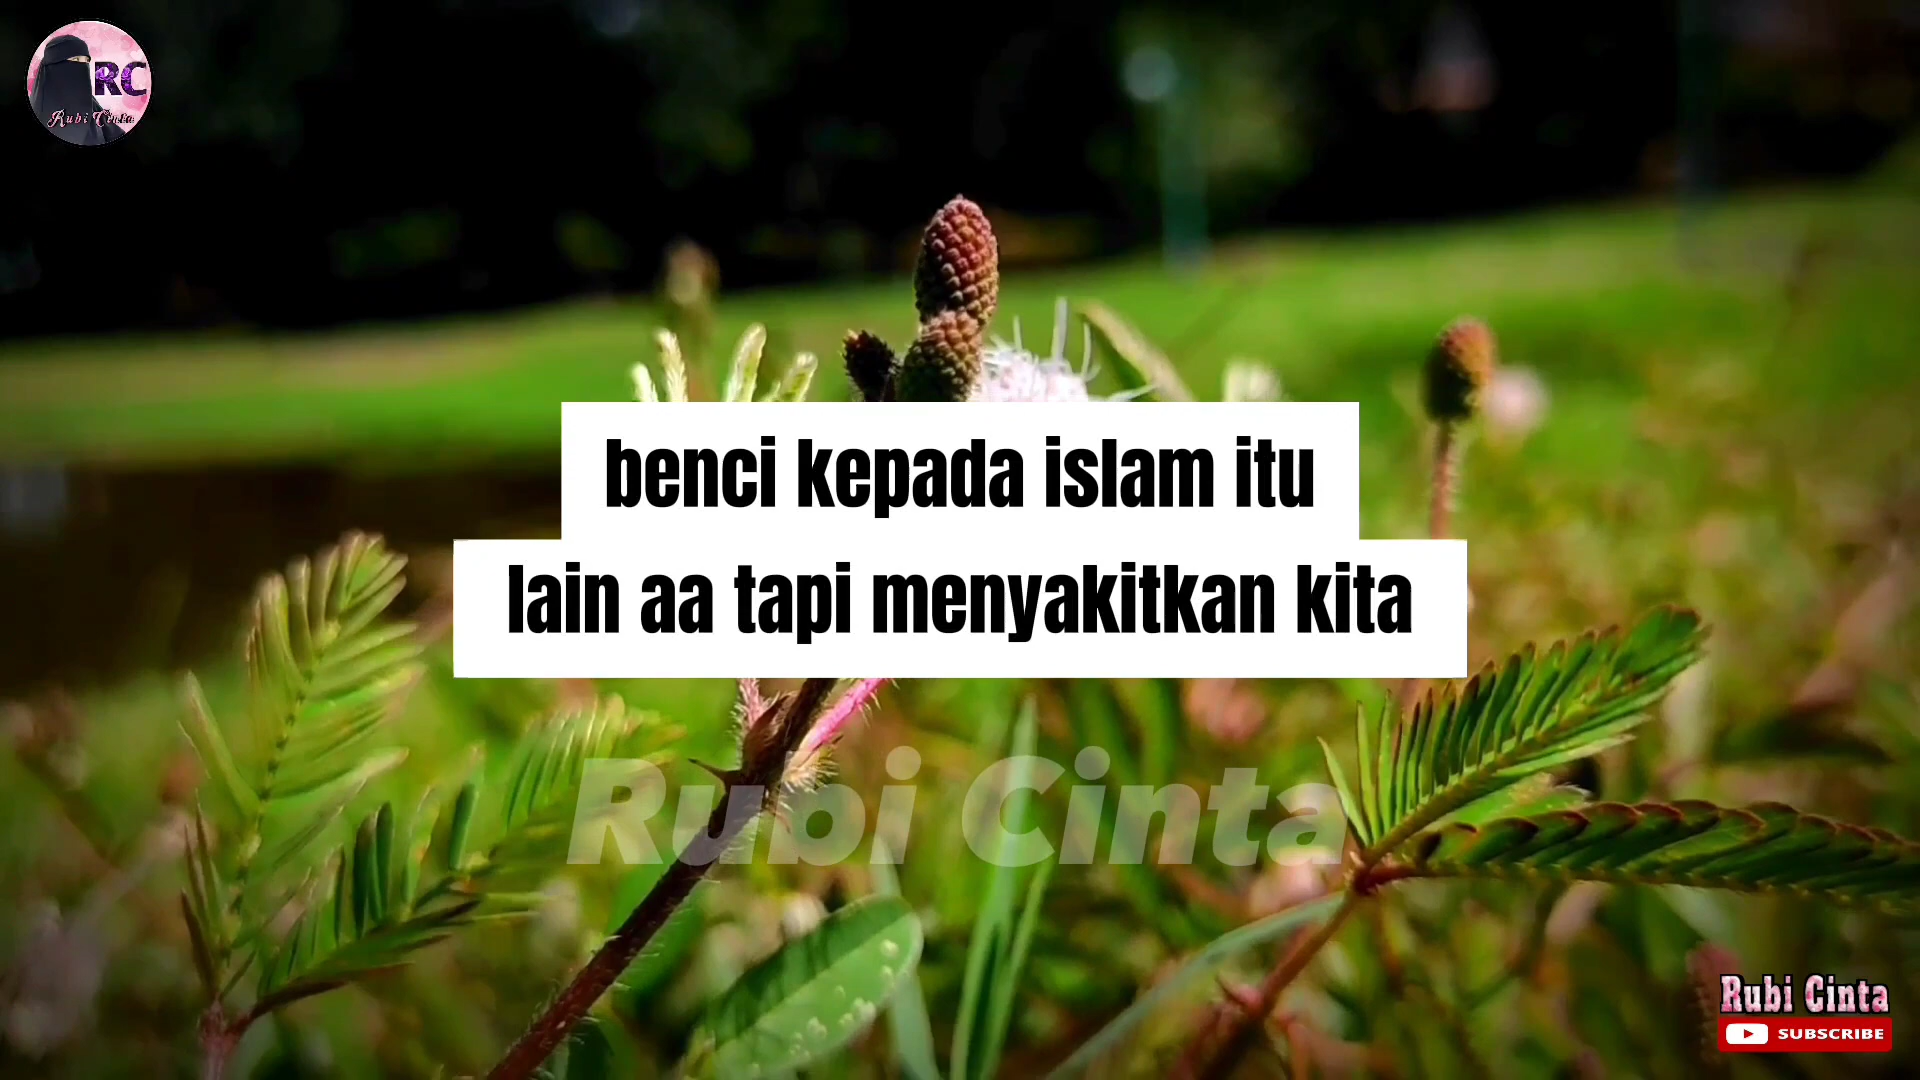 RC
Rubi Cinta
benci kepada islam itu
lain aa tapi menyakitkan kita
Rubi Cinta
Rubi Cinta
SUBSCRIBE